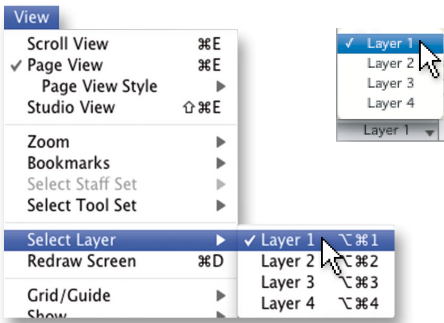 View
Scroll View ⌘E
✓ Page View ⌘E
Page View Style ▶
Studio View ⇧⌘E
Zoom ▶
Bookmarks ▶
Select Staff Set ▶
Select Tool Set ▶
Select Layer ▶
Redraw Screen ⌘D
Grid/Guide ▶
Show ▶
✓ Layer 1 ⌥⌘1
Layer 2 ⌥⌘2
Layer 3 ⌥⌘3
Layer 4 ⌥⌘4
✓ Layer 1
Layer 2
Layer 3
Layer 4
Layer 1 ▼